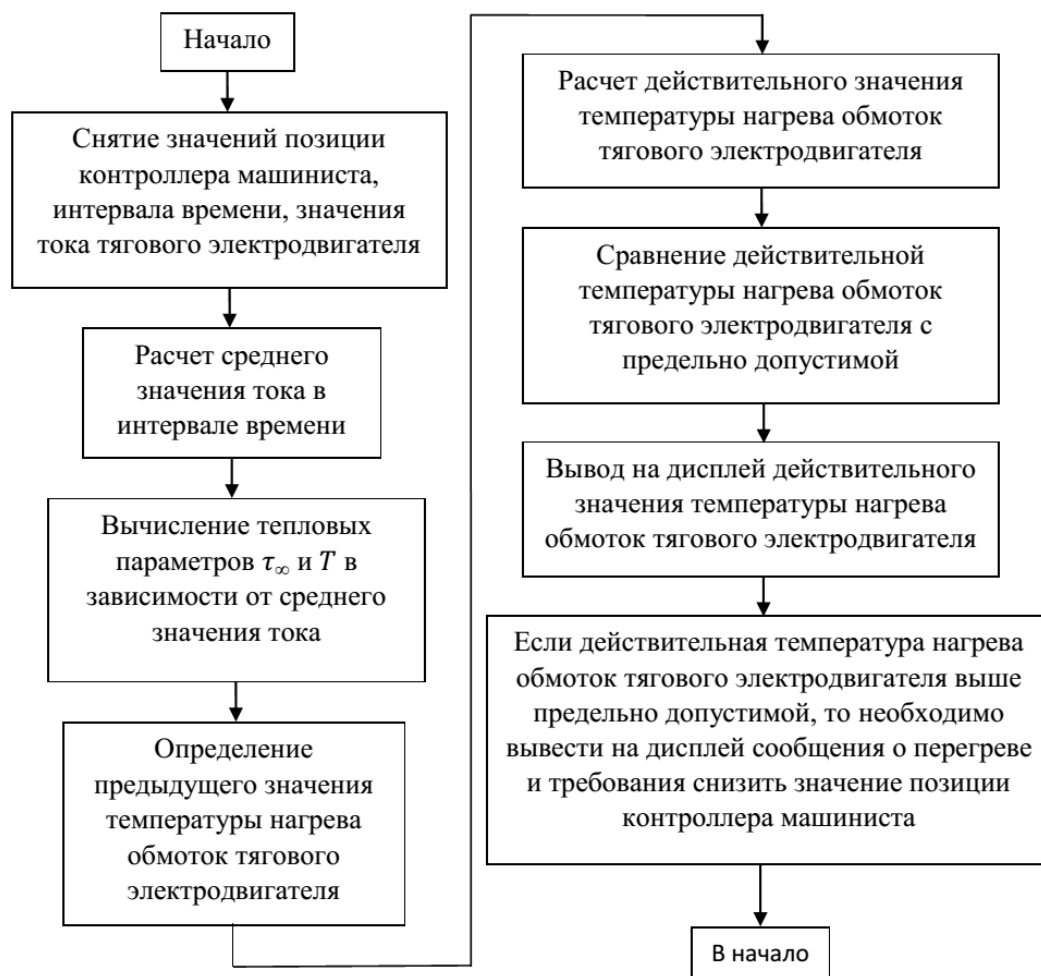 Начало
Снятие значений позиции
контроллера машиниста,
интервала времени, значения
тока тягового электродвигателя
Расчет среднего
значения тока в
интервале времени
Вычисление тепловых
параметров τ∞ и T в
зависимости от среднего
значения тока
Определение
предыдущего значения
температуры нагрева
обмоток тягового
электродвигателя
Расчет действительного значения
температуры нагрева обмоток
тягового электродвигателя
Сравнение действительной
температуры нагрева обмоток
тягового электродвигателя с
предельно допустимой
Вывод на дисплей действительного
значения температуры нагрева
обмоток тягового электродвигателя
Если действительная температура нагрева
обмоток тягового электродвигателя выше
предельно допустимой, то необходимо
вывести на дисплей сообщения о перегреве
и требования снизить значение позиции
контроллера машиниста
В начало